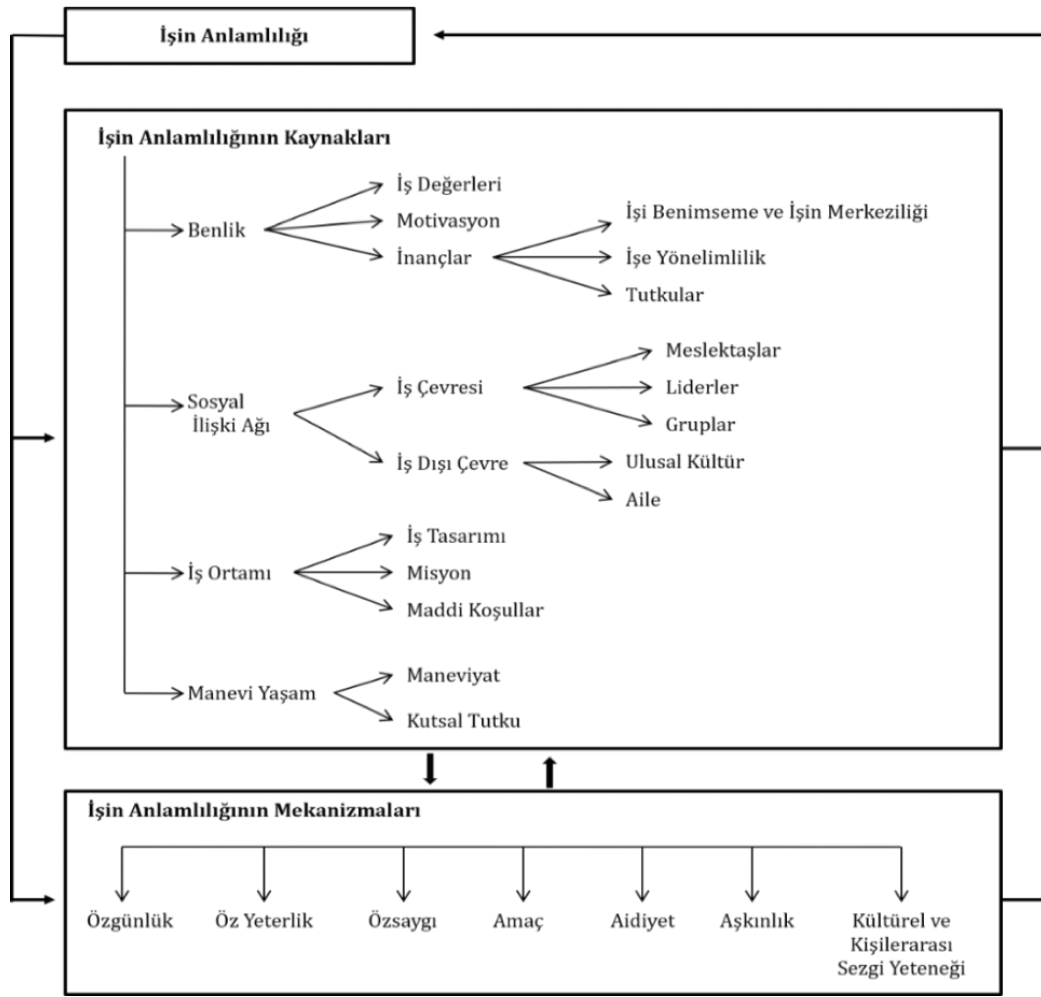 İşin Anlamlılığı
İşin Anlamlılığının Kaynakları
Benlik
İş Değerleri
Motivasyon
İnançlar
İşi Benimseme ve İşin Merkeziliği
İşe Yönelimlilik
Tutkular
Sosyal
İlişki Ağı
İş Çevresi
Meslektaşlar
Liderler
Gruplar
İş Dışı Çevre
Ulusal Kültür
Aile
İş Ortamı
İş Tasarımı
Misyon
Maddi Koşullar
Manevi Yaşam
Maneviyat
Kutsal Tutku
İşin Anlamlılığının Mekanizmaları
Özgünlük
Öz Yeterlik
Özsaygı
Amaç
Aidiyet
Aşkınlık
Kültürel ve
Kişilerarası
Sezgi Yeteneği